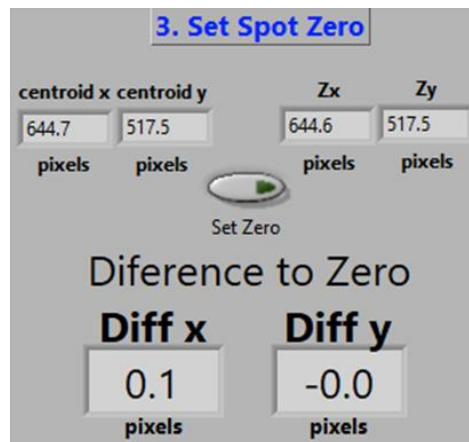 3. Set Spot Zero
centroid x centroid y Zx Zy
644.7 517.5 644.6 517.5
pixels pixels pixels pixels
Set Zero
Diference to Zero
Diff x Diff y
0.1 -0.0
pixels pixels